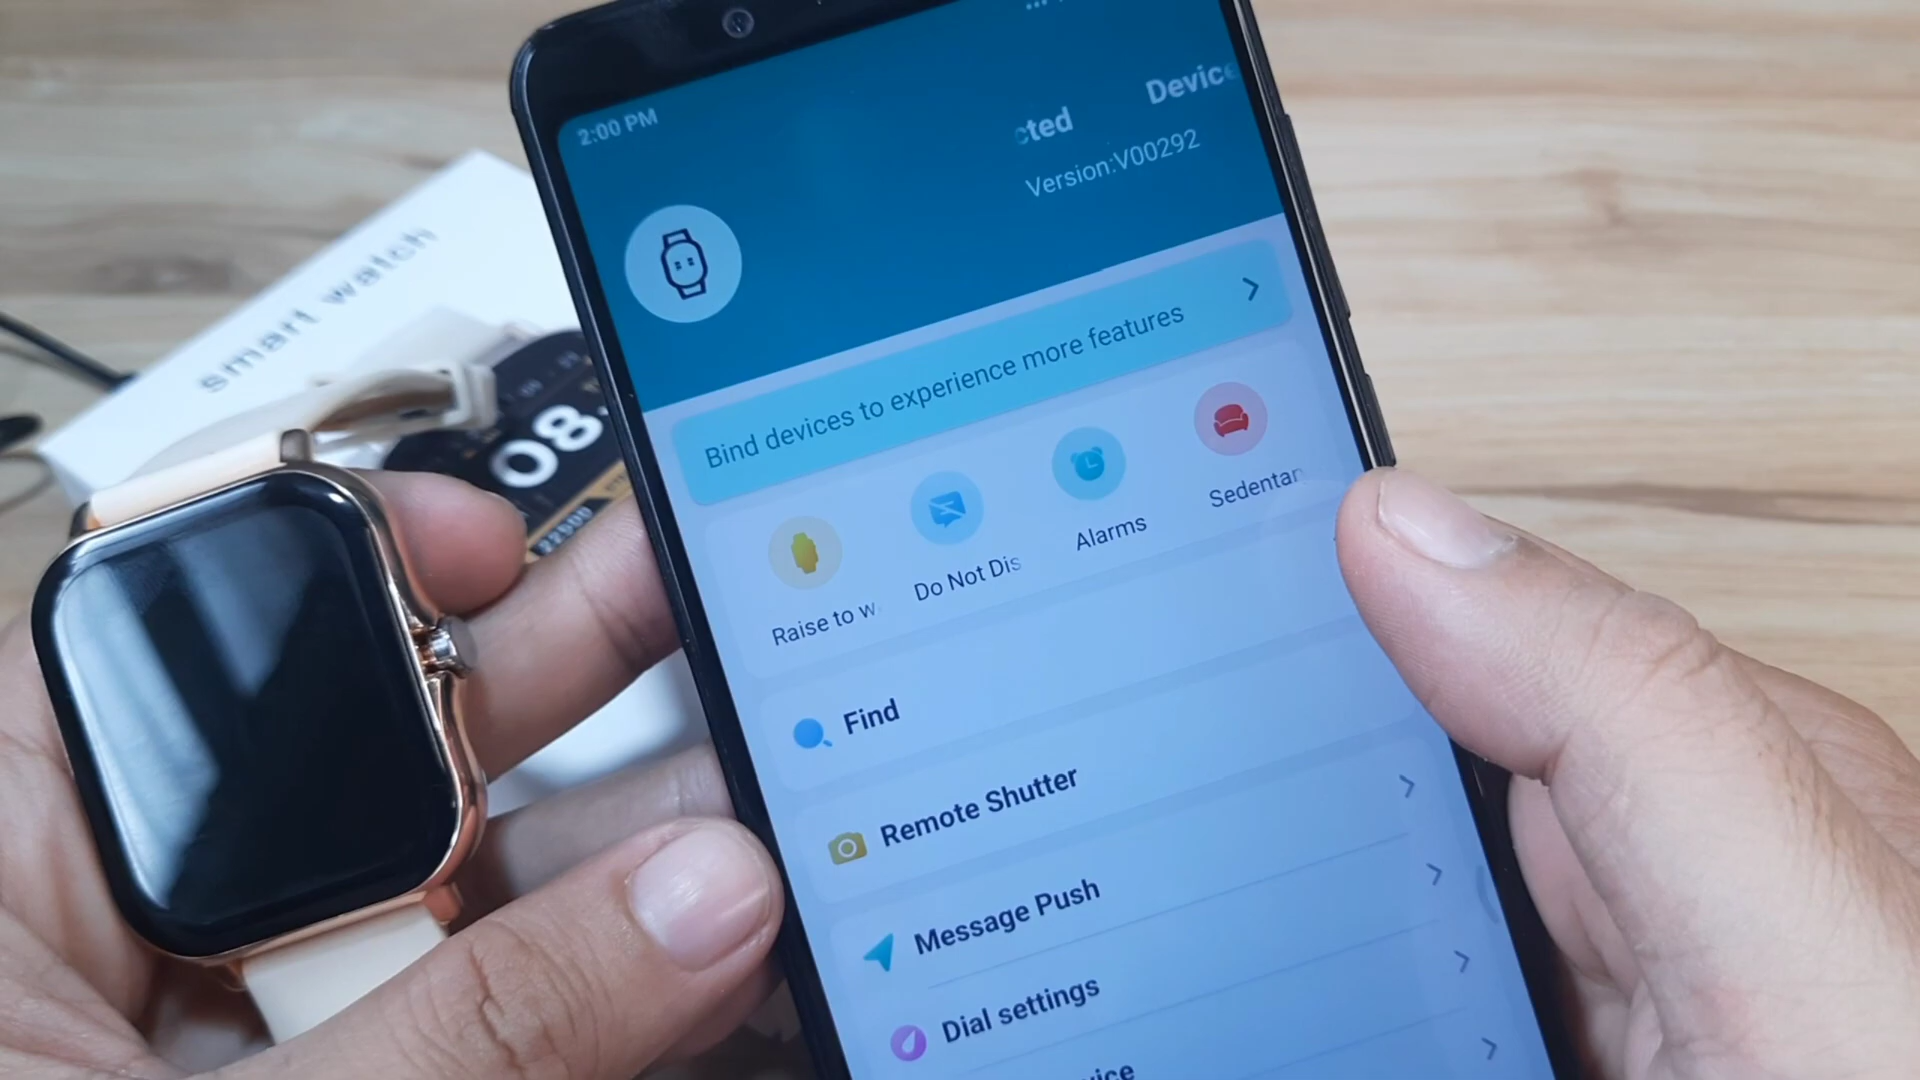 2:00 PM
cted
Device
Version:V00292
Bind devices to experience more features
Raise to w
Do Not Dis
Alarms
Sedentar
Find
Remote Shutter
Message Push
Dial settings
smart watch
08
22500